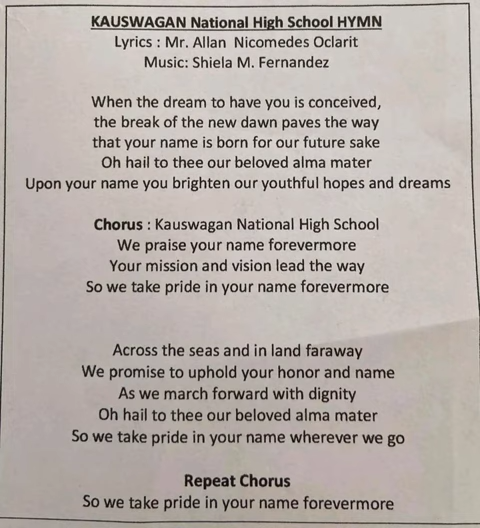 KAUSWAGAN National High School HYMN
Lyrics : Mr. Allan Nicomedes Oclarit
Music: Shiela M. Fernandez
When the dream to have you is conceived,
the break of the new dawn paves the way
that your name is born for our future sake
Oh hail to thee our beloved alma mater
Upon your name you brighten our youthful hopes and dreams
Chorus : Kauswagan National High School
We praise your name forevermore
Your mission and vision lead the way
So we take pride in your name forevermore
Across the seas and in land faraway
We promise to uphold your honor and name
As we march forward with dignity
Oh hail to thee our beloved alma mater
So we take pride in your name wherever we go
Repeat Chorus
So we take pride in your name forevermore